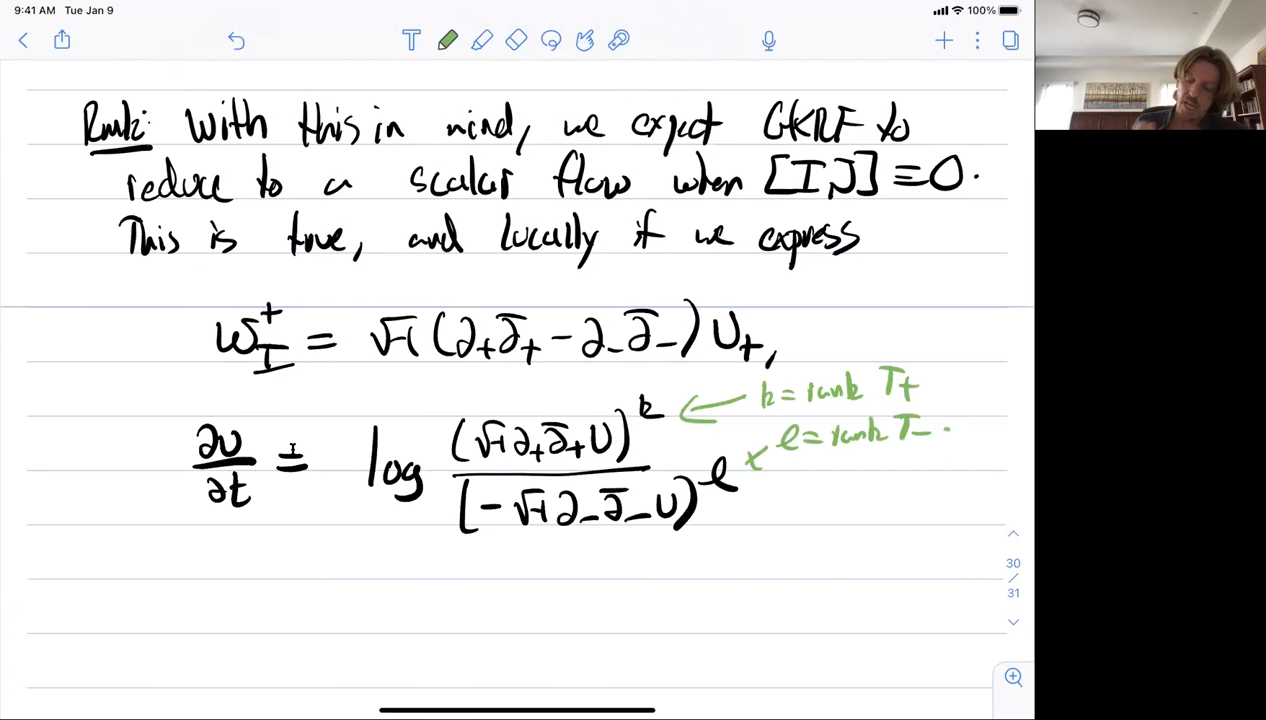 9:41 AM Tue Jan 9
100%
Rmk: With this in mind, we expect GKRF to
reduce to a scalar flow when [I,J] ≡ 0.
This is true, and locally if we express
ω_I^+ = √-1 (∂_+ ∂̄_+ - ∂_- ∂̄_-) U_t,
k = rank T_+
l = rank T_-.
∂u/∂t = log (√-1 ∂_+ ∂̄_+ U)^k / (-√-1 ∂_- ∂̄_- U)^l
30
/
31